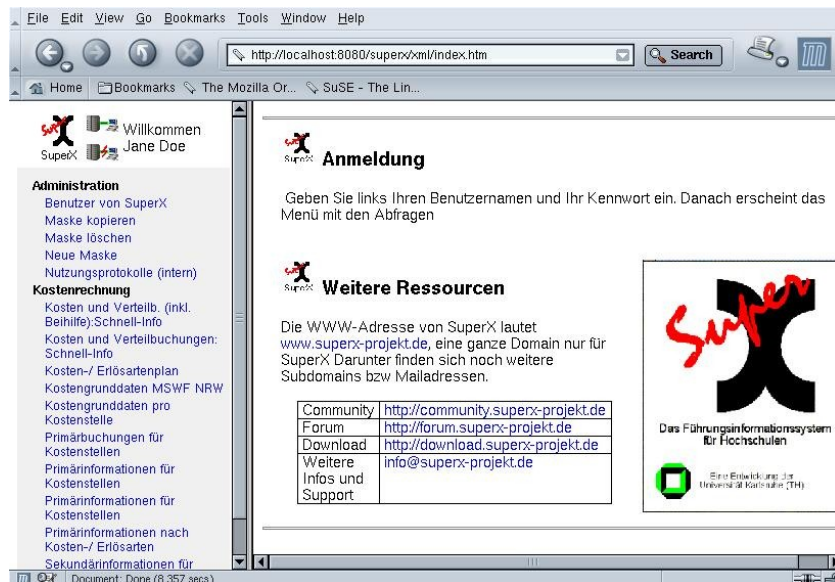 File Edit View Go Bookmarks Tools Window Help
http://localhost:8080/superx/xml/index.htm
Search
Home Bookmarks The Mozilla Or... SuSE - The Lin...
Super
SuperX
Willkommen
Jane Doe
Administration
Benutzer von SuperX
Maske kopieren
Maske löschen
Neue Maske
Nutzungsprotokolle (intern)
Kostenrechnung
Kosten und Verteilb. (inkl.
Beihilfe):Schnell-Info
Kosten und Verteilbuchungen:
Schnell-Info
Kosten-/ Erlösartenplan
Kostengrunddaten MSWF NRW
Kostengrunddaten pro
Kostenstelle
Primärbuchungen für
Kostenstellen
Primärinformationen für
Kostenstellen
Primärinformationen für
Kostenstellen
Primärinformationen nach
Kosten-/ Erlösarten
Sekundärinformationen für
Super
SuperX
Anmeldung
Geben Sie links Ihren Benutzernamen und Ihr Kennwort ein. Danach erscheint das
Menü mit den Abfragen
Super
SuperX
Weitere Ressourcen
Die WWW-Adresse von SuperX lautet
www.superx-projekt.de, eine ganze Domain nur für
SuperX Darunter finden sich noch weitere
Subdomains bzw Mailadressen.
Community http://community.superx-projekt.de
Forum http://forum.superx-projekt.de
Download http://download.superx-projekt.de
Weitere info@superx-projekt.de
Infos und
Support
Super
X
Das Führungsinformationssystem
für Hochschulen
Eine Entwicklung der
Universität Karlsruhe (TH)
Document: Done (8.357 secs)